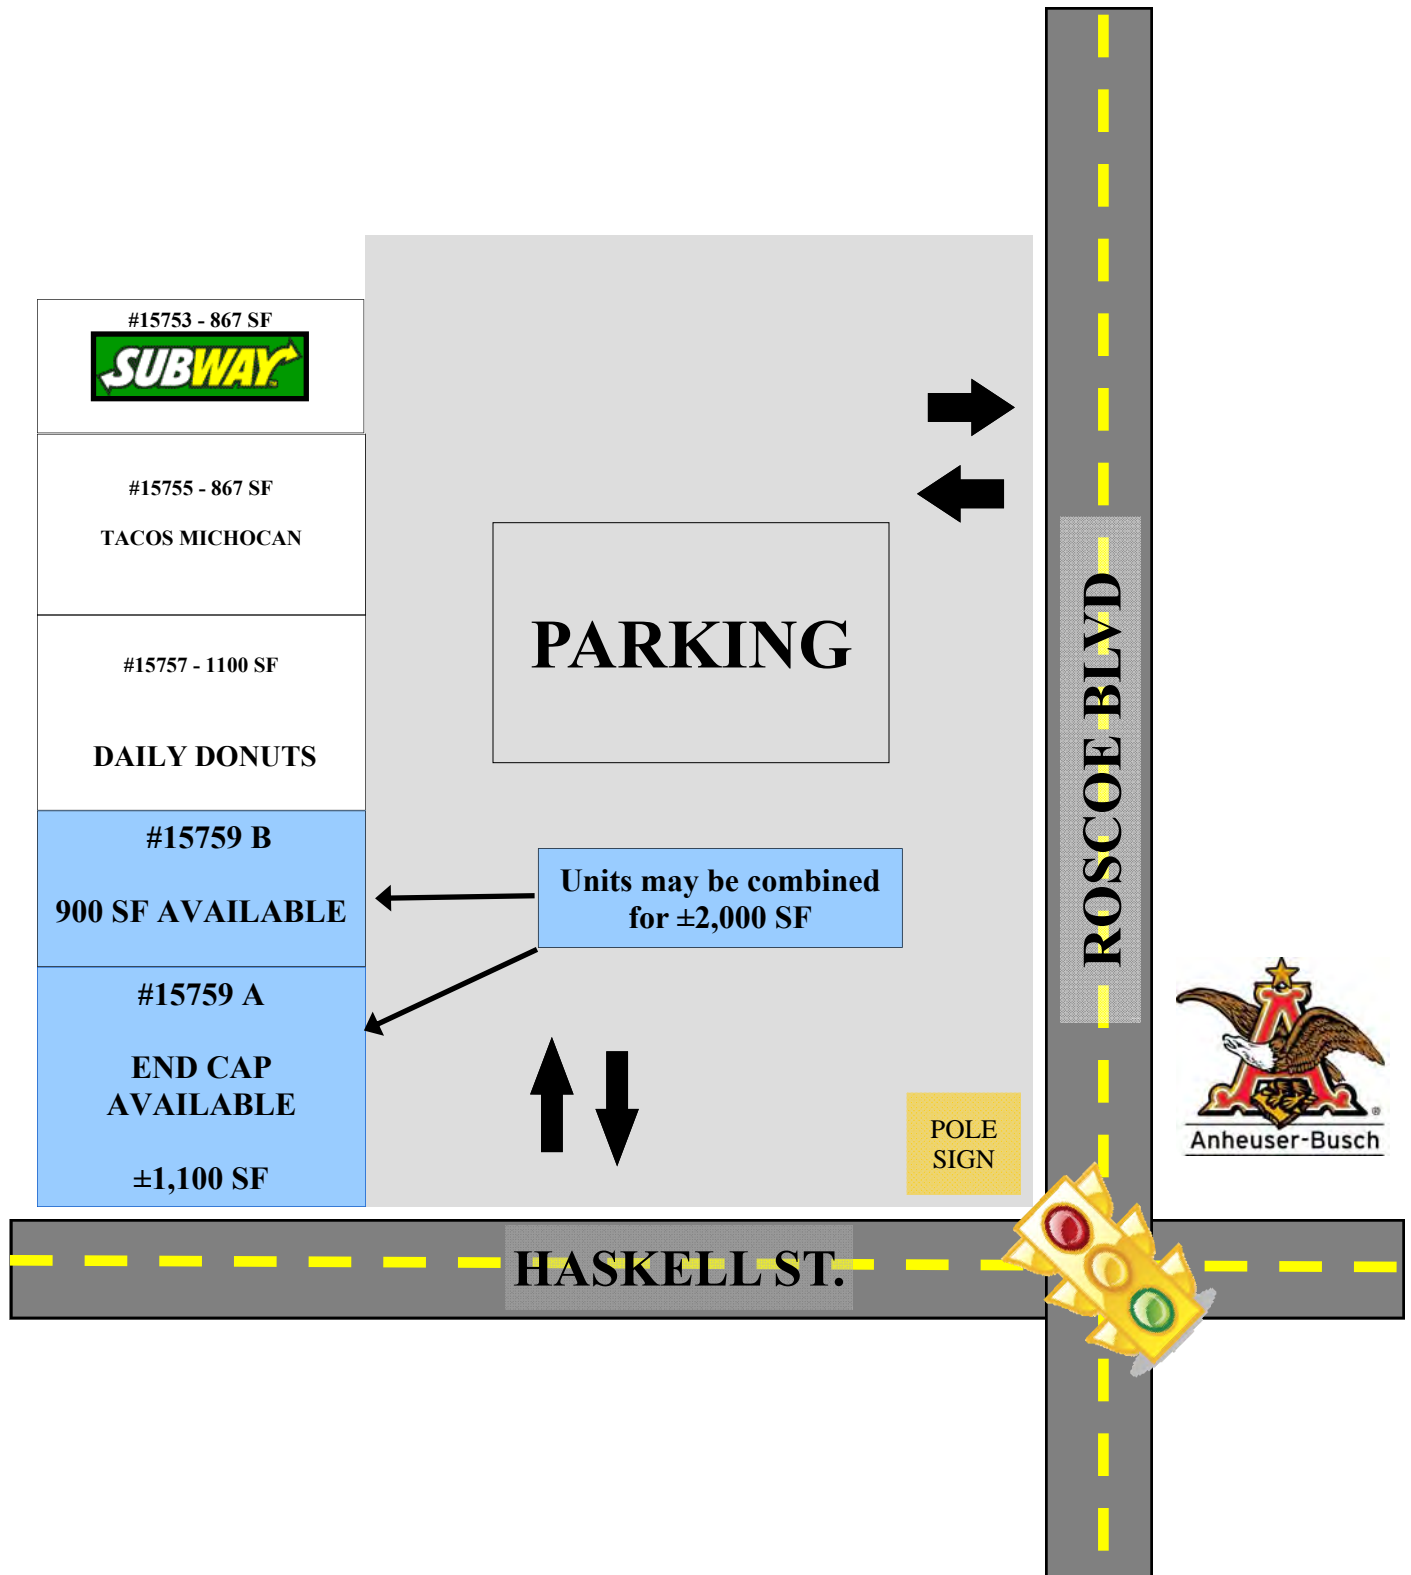 #15753 - 867 SF
SUBWAY
#15755 - 867 SF
TACOS MICHOCAN
#15757 - 1100 SF
DAILY DONUTS
#15759 B
900 SF AVAILABLE
#15759 A
END CAP
AVAILABLE
±1,100 SF
PARKING
Units may be combined
for ±2,000 SF
POLE
SIGN
ROSCOE BLVD
Anheuser-Busch
HASKELL ST.